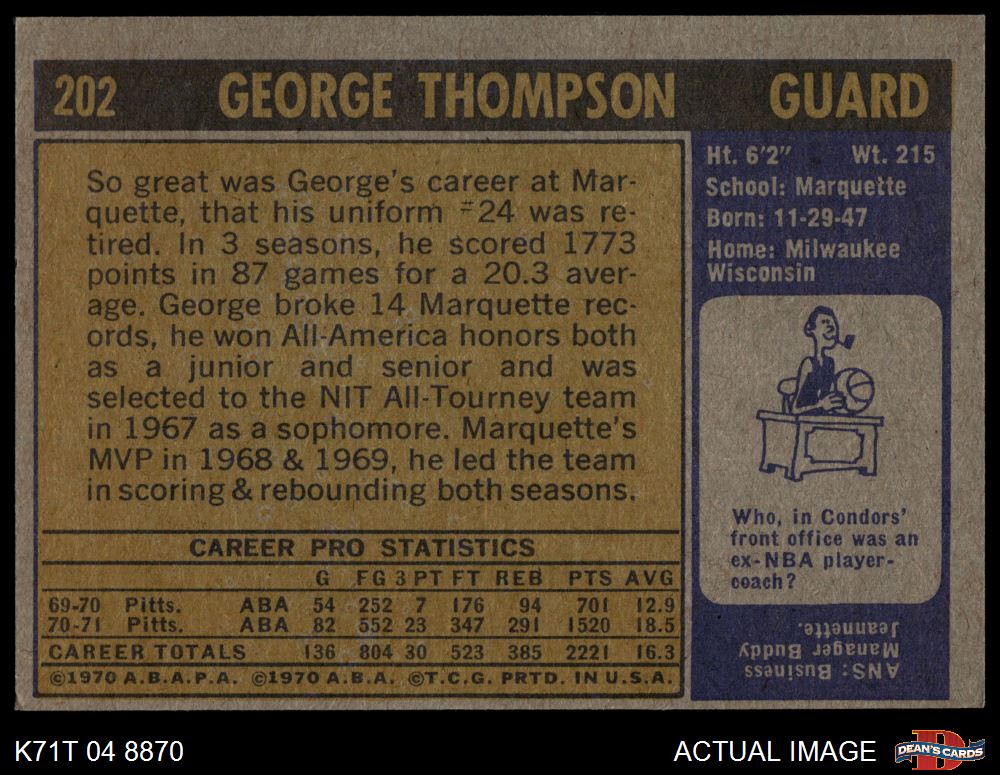 202 GEORGE THOMPSON GUARD
So great was George's career at Mar-
quette, that his uniform #24 was re-
tired. In 3 seasons, he scored 1773
points in 87 games for a 20.3 aver-
age. George broke 14 Marquette rec-
ords, he won All-America honors both
as a junior and senior and was
selected to the NIT All-Tourney team
in 1967 as a sophomore. Marquette's
MVP in 1968 & 1969, he led the team
in scoring & rebounding both seasons.
CAREER PRO STATISTICS
G FG 3 PT FT REB PTS AVG
69-70 Pitts. ABA 54 252 7 176 94 701 12.9
70-71 Pitts. ABA 82 552 23 347 291 1520 18.5
CAREER TOTALS 136 804 30 523 385 2221 16.3
©1970 A.B.A.P.A. ©1970 A.B.A. ©T.C.G. PRTD. IN U.S.A.
Ht. 6'2" Wt. 215
School: Marquette
Born: 11-29-47
Home: Milwaukee
Wisconsin
Who, in Condors'
front office was an
ex-NBA player-
coach?
ANS: Business
Manager Buddy
Jeannette.
K71T 04 8870
ACTUAL IMAGE
DEAN'S CARDS